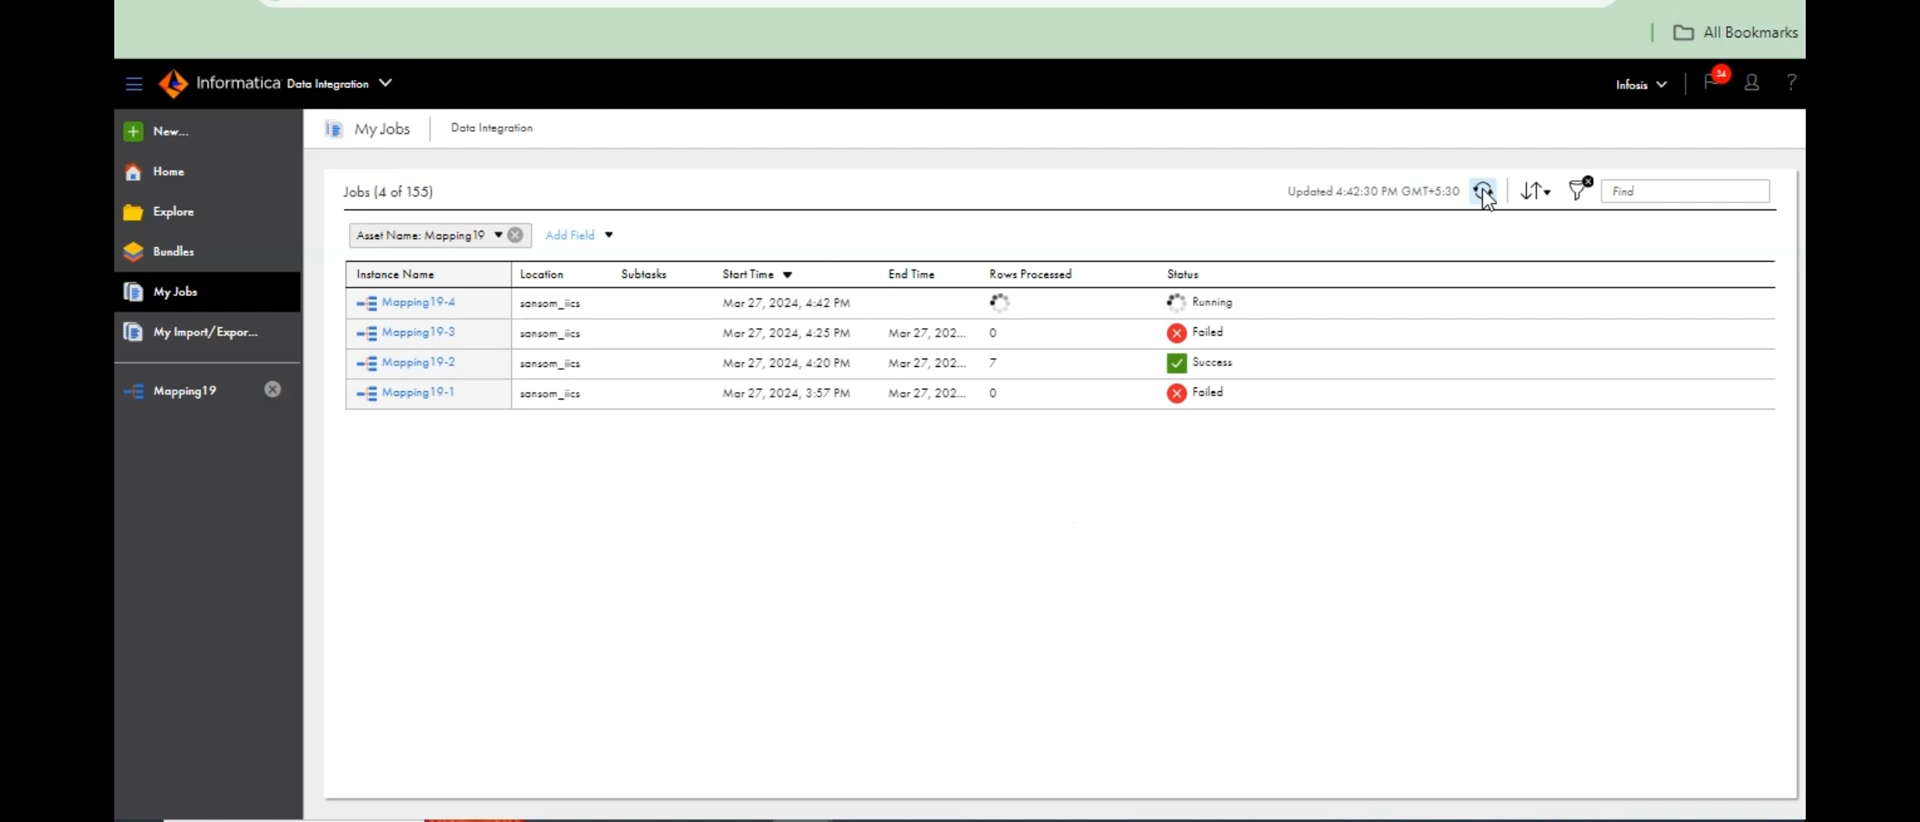 All Bookmarks
Informatica Data Integration
Infosis
34
?
New...
Home
Explore
Bundles
My Jobs
My Import/Expor...
Mapping19
My Jobs
Data Integration
Jobs (4 of 155)
Updated 4:42:30 PM GMT+5:30
Find
Asset Name: Mapping19
Add Field
Instance Name Location Subtasks Start Time End Time Rows Processed Status
Mapping19-4 sansom_iics Mar 27, 2024, 4:42 PM Running
Mapping19-3 sansom_iics Mar 27, 2024, 4:25 PM Mar 27, 202... 0 Failed
Mapping19-2 sansom_iics Mar 27, 2024, 4:20 PM Mar 27, 202... 7 Success
Mapping19-1 sansom_iics Mar 27, 2024, 3:57 PM Mar 27, 202... 0 Failed